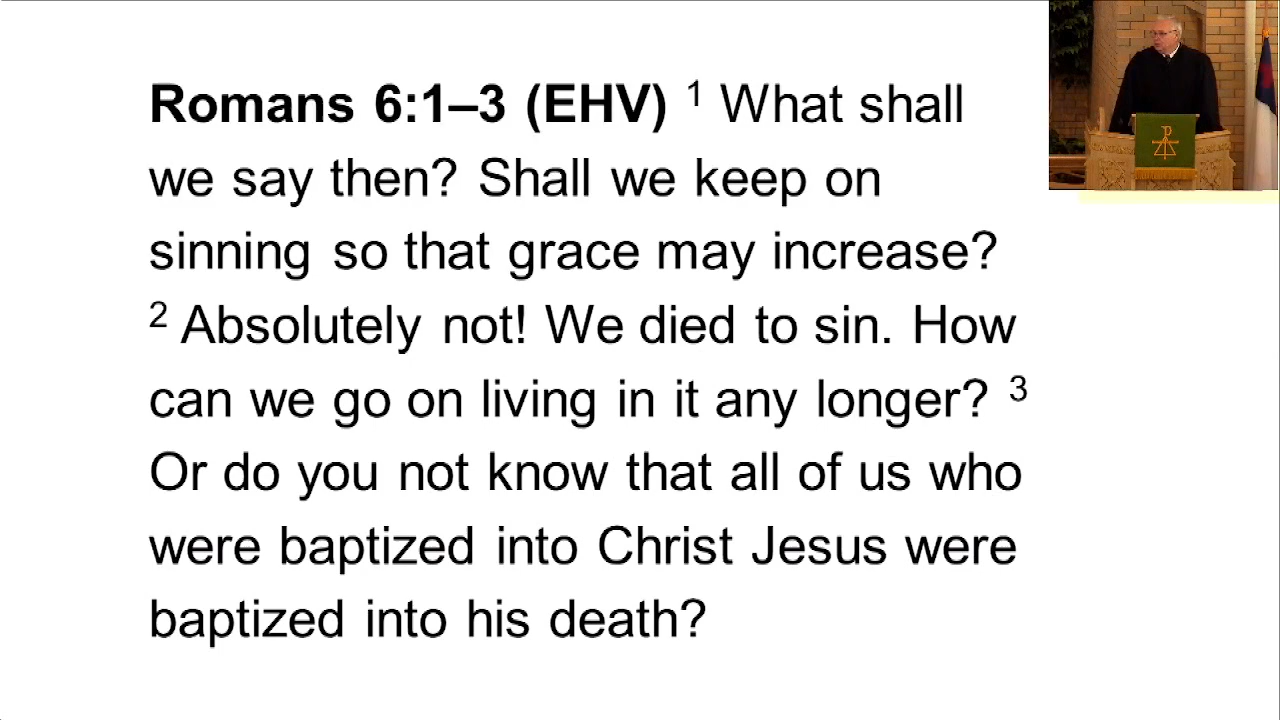 Romans 6:1–3 (EHV) ¹ What shall
we say then? Shall we keep on
sinning so that grace may increase?
² Absolutely not! We died to sin. How
can we go on living in it any longer? ³
Or do you not know that all of us who
were baptized into Christ Jesus were
baptized into his death?